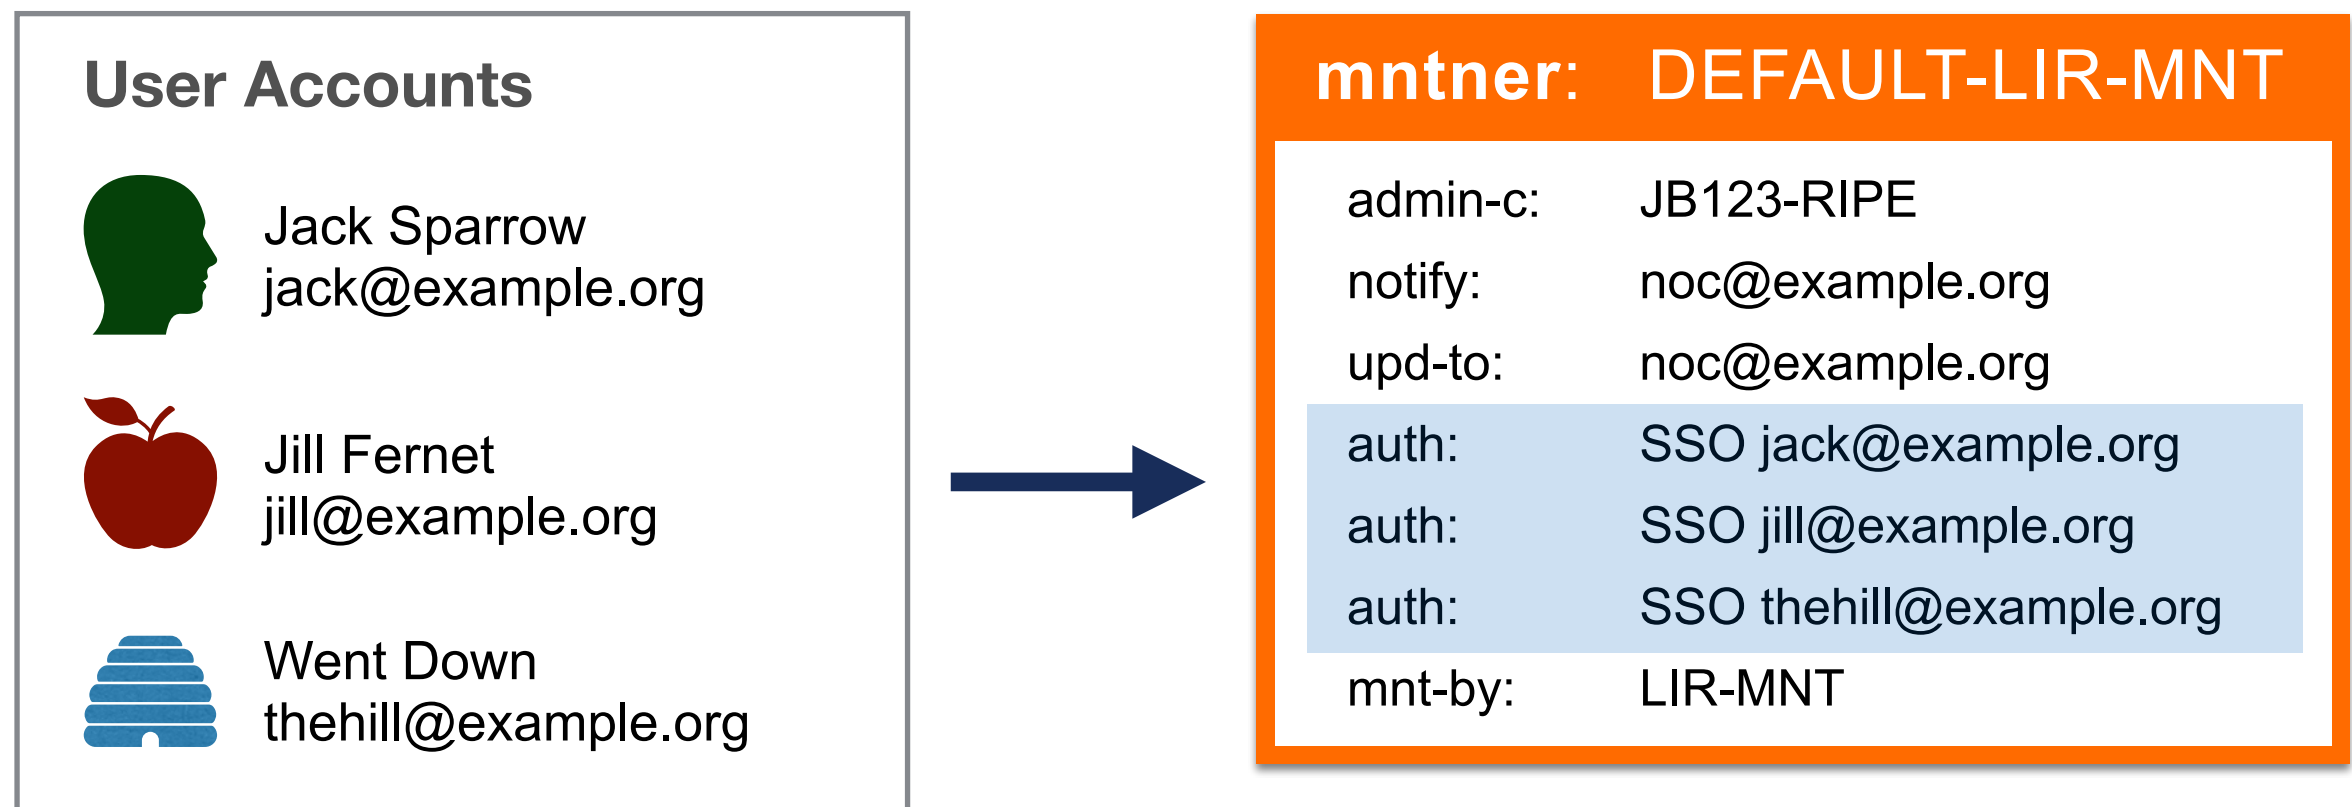 User Accounts
Jack Sparrow
jack@example.org
Jill Fernet
jill@example.org
Went Down
thehill@example.org
mntner: DEFAULT-LIR-MNT
admin-c: JB123-RIPE
notify: noc@example.org
upd-to: noc@example.org
auth: SSO jack@example.org
auth: SSO jill@example.org
auth: SSO thehill@example.org
mnt-by: LIR-MNT